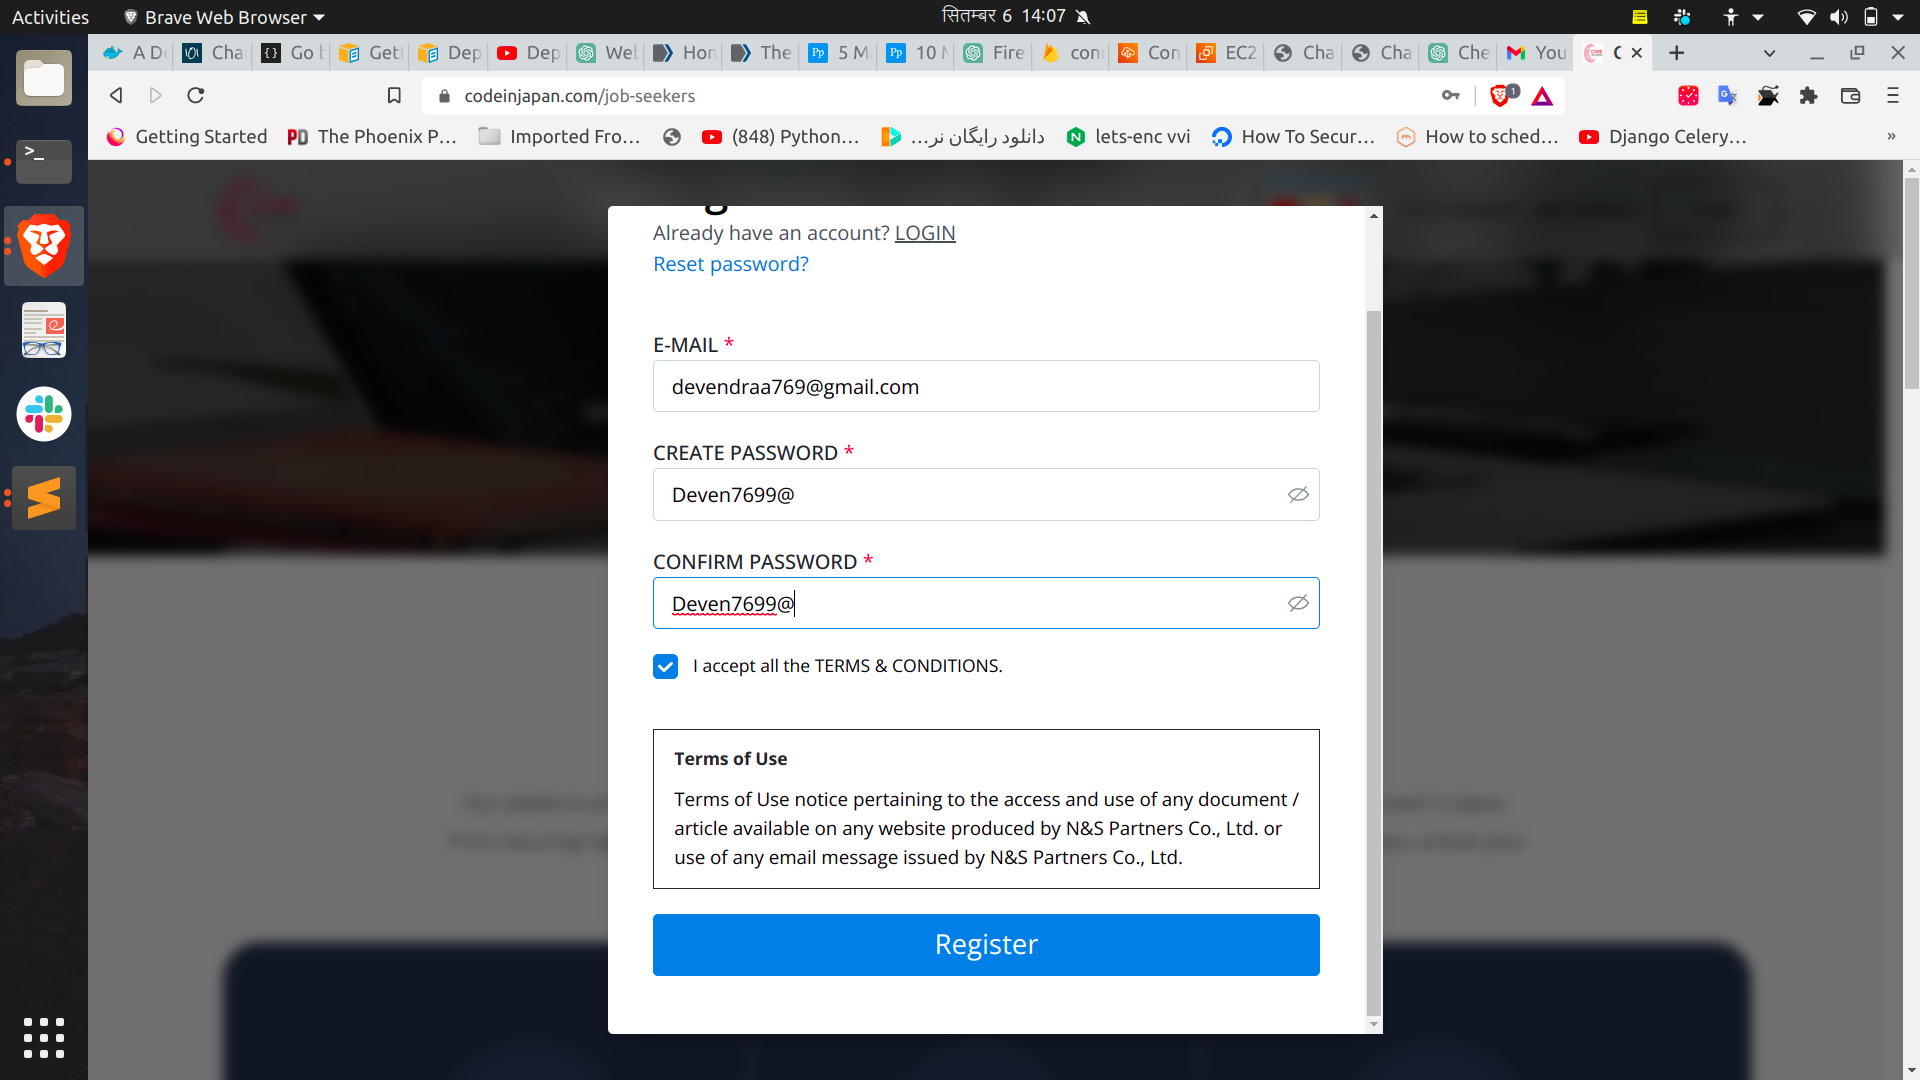 Activities Brave Web Browser सितम्बर 6 14:07
A D Cha Go t Get Dep Dep Wel Hor The 5 M 10 M Fire con Con EC2 Cha Cha Che You C
codeinjapan.com/job-seekers 1
Getting Started The Phoenix P... Imported Fro... (848) Python... دانلود رایگان نر... lets-enc vvi How To Secur... How to sched... Django Celery... »
Already have an account? LOGIN
Reset password?
E-MAIL *
devendraa769@gmail.com
CREATE PASSWORD *
Deven7699@
CONFIRM PASSWORD *
Deven7699@
I accept all the TERMS & CONDITIONS.
Terms of Use
Terms of Use notice pertaining to the access and use of any document /
article available on any website produced by N&S Partners Co., Ltd. or
use of any email message issued by N&S Partners Co., Ltd.
Register